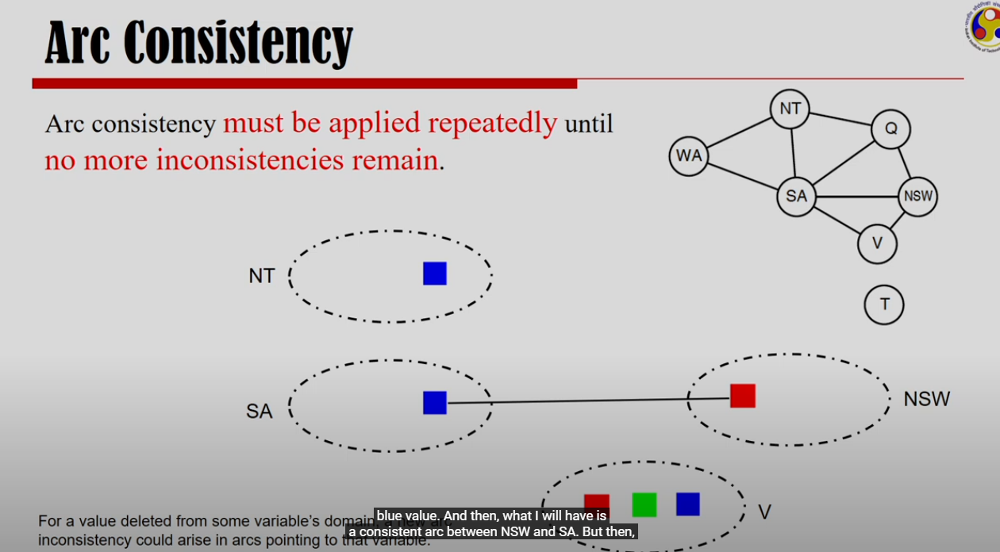 Arc Consistency
Arc consistency must be applied repeatedly until
no more inconsistencies remain.
NT
Q
WA
SA
NSW
V
T
NT
SA
NSW
V
For a value deleted from some variable's domain, a new arc
inconsistency could arise in arcs pointing to that variable.
blue value. And then, what I will have is
a consistent arc between NSW and SA. But then,